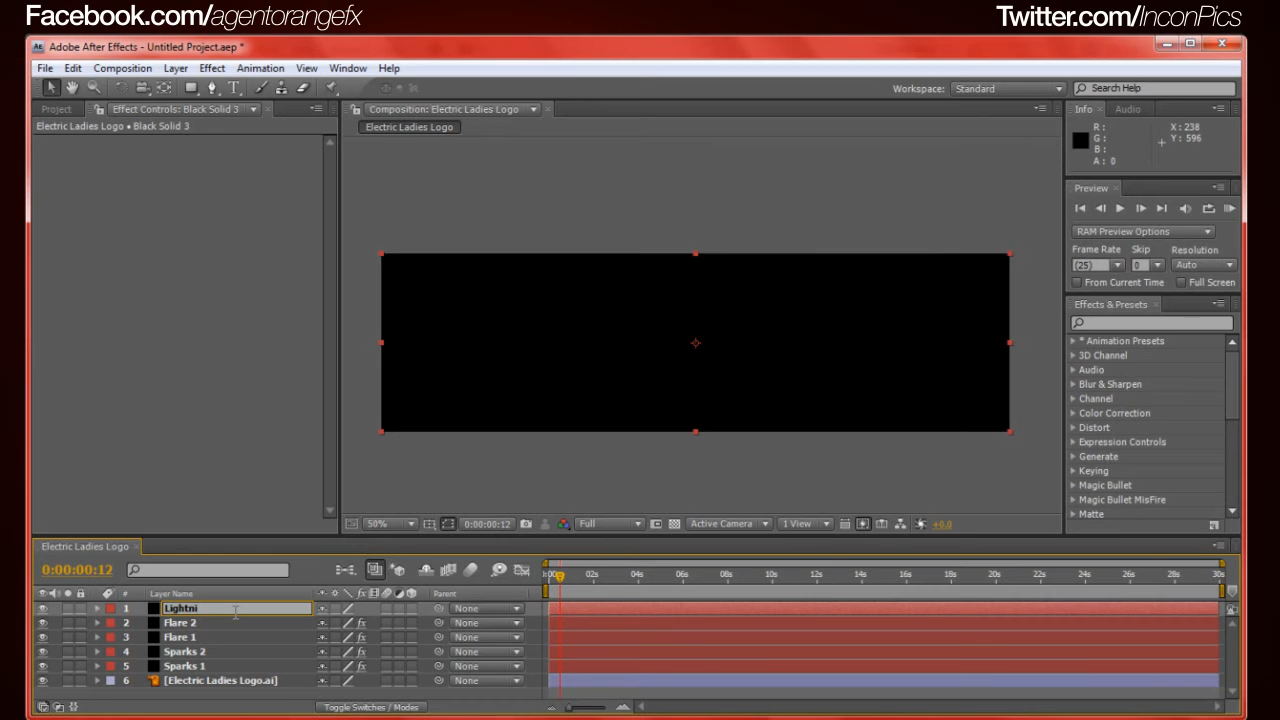 Facebook.com/agentorangefx
Twitter.com/InconPics
Adobe After Effects - Untitled Project.aep *
File Edit Composition Layer Effect Animation View Window Help
Workspace: Standard
Search Help
Project
Effect Controls: Black Solid 3
Composition: Electric Ladies Logo
Info Audio
Electric Ladies Logo • Black Solid 3
Electric Ladies Logo
R :
G :
B :
A : 0
X : 238
Y : 596
Preview
RAM Preview Options
Frame Rate Skip Resolution
(25) 0 Auto
From Current Time Full Screen
Effects & Presets
* Animation Presets
3D Channel
Audio
Blur & Sharpen
Channel
Color Correction
Distort
Expression Controls
Generate
Keying
Magic Bullet
Magic Bullet MisFire
Matte
50% 0:00:00:12 Full Active Camera 1 View +0.0
Electric Ladies Logo
0:00:00:12
:00s 02s 04s 06s 08s 10s 12s 14s 16s 18s 20s 22s 24s 26s 28s 30s
# Layer Name Parent
1 Lightni None
2 Flare 2 fx None
3 Flare 1 fx None
4 Sparks 2 fx None
5 Sparks 1 fx None
6 [Electric Ladies Logo.ai] None
Toggle Switches / Modes